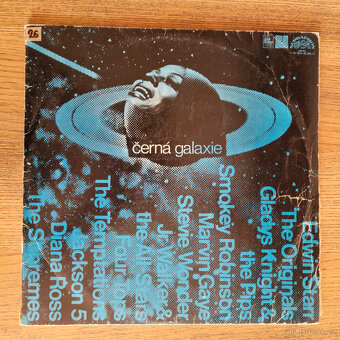 26
černá galaxie
Edwin Starr
The Originals
Gladys Knight &
the Pips
Smokey Robinson
Marvin Gaye
Stevie Wonder
Jr. Walker &
the All Stars
Four Tops
The Temptations
Jackson 5
Diana Ross
The Supremes